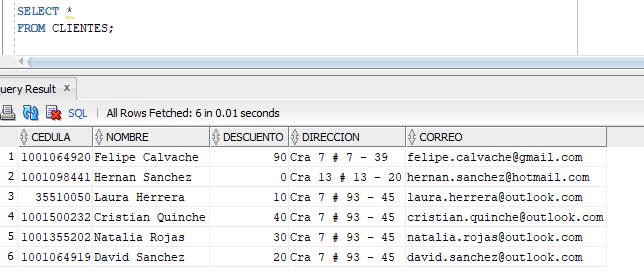 SELECT *
FROM CLIENTES;
uery Result x
SQL | All Rows Fetched: 6 in 0.01 seconds
CEDULA NOMBRE DESCUENTO DIRECCION CORREO
1 1001064920 Felipe Calvache 90 Cra 7 # 7 - 39 felipe.calvache@gmail.com
2 1001098441 Hernan Sanchez 0 Cra 13 # 13 - 20 hernan.sanchez@hotmail.com
3 35510050 Laura Herrera 10 Cra 7 # 93 - 45 laura.herrera@outlook.com
4 1001500232 Cristian Quinche 40 Cra 7 # 93 - 45 cristian.quinche@outlook.com
5 1001355202 Natalia Rojas 30 Cra 7 # 93 - 45 natalia.rojas@outlook.com
6 1001064919 David Sanchez 20 Cra 7 # 93 - 45 david.sanchez@outlook.com